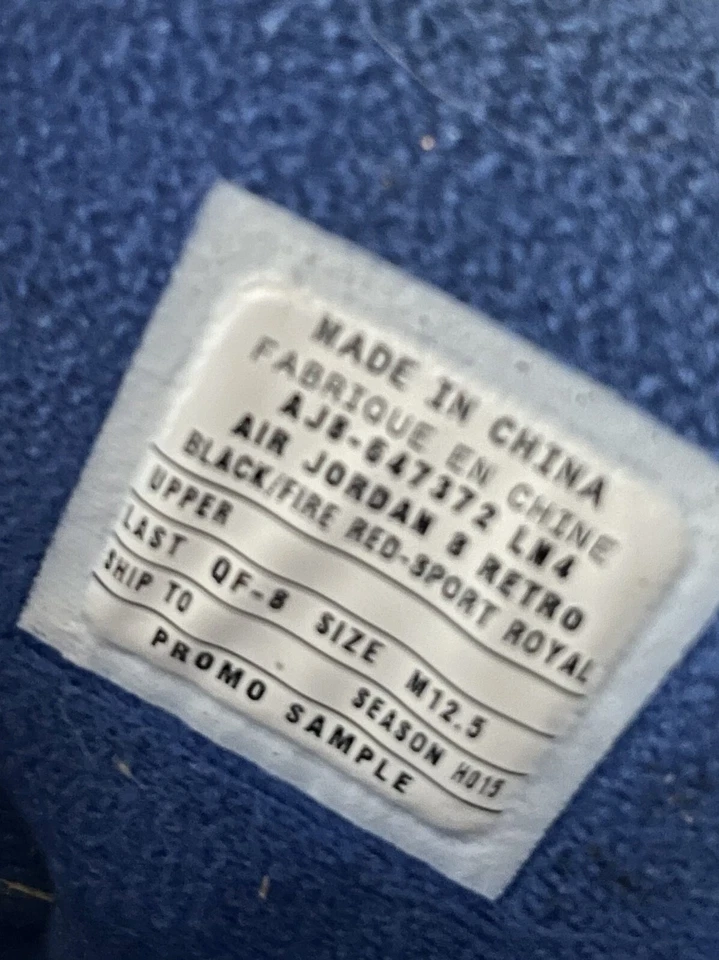 MADE IN CHINA
FABRIQUE EN CHINE
AJ8-647372 LN4
AIR JORDAN 8 RETRO
BLACK/FIRE RED-SPORT ROYAL
UPPER
LAST QF-8 SIZE M12.5
SHIP TO SEASON HO15
PROMO SAMPLE